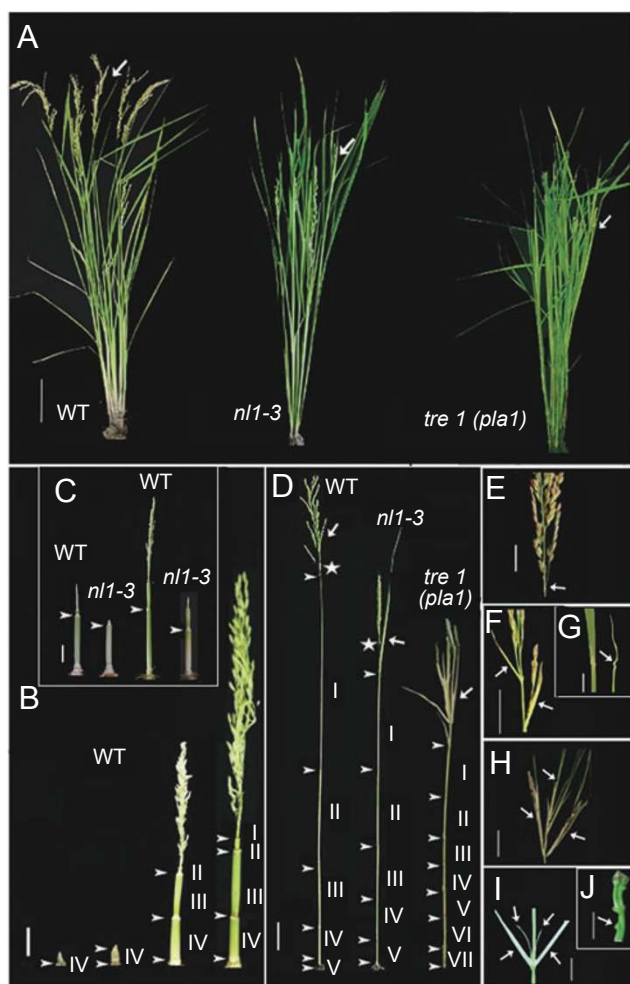 A
WT
nl1-3
tre 1 (pla1)
C
WT
WT
nl1-3
nl1-3
B
WT
IV
IV
II
III
IV
I
II
III
IV
D
WT
nl1-3
tre 1
(pla1)
I
II
III
IV
V
I
II
III
IV
V
I
II
III
IV
V
VI
VII
E
F
G
H
I
J